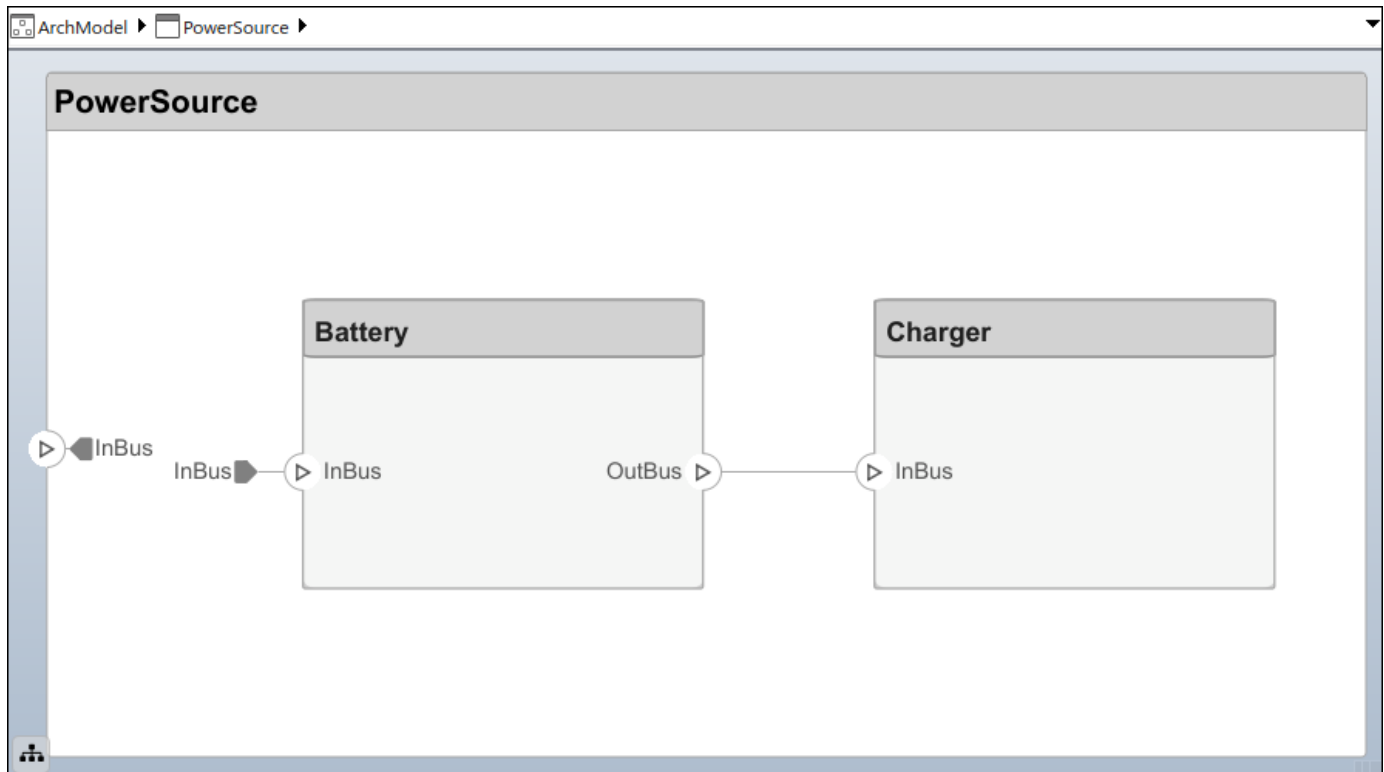 ArchModel PowerSource
PowerSource
Battery
Charger
InBus
InBus InBus OutBus InBus